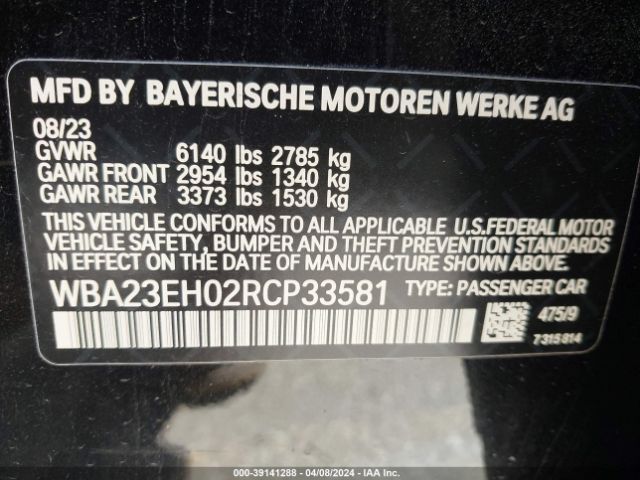 MFD BY BAYERISCHE MOTOREN WERKE AG
08/23
GVWR 6140 lbs 2785 kg
GAWR FRONT 2954 lbs 1340 kg
GAWR REAR 3373 lbs 1530 kg
THIS VEHICLE CONFORMS TO ALL APPLICABLE U.S.FEDERAL MOTOR
VEHICLE SAFETY, BUMPER AND THEFT PREVENTION STANDARDS
IN EFFECT ON THE DATE OF MANUFACTURE SHOWN ABOVE.
WBA23EH02RCP33581 TYPE: PASSENGER CAR
475/9
7315814
000-39141288 | 04/08/2024 | IAA Inc.